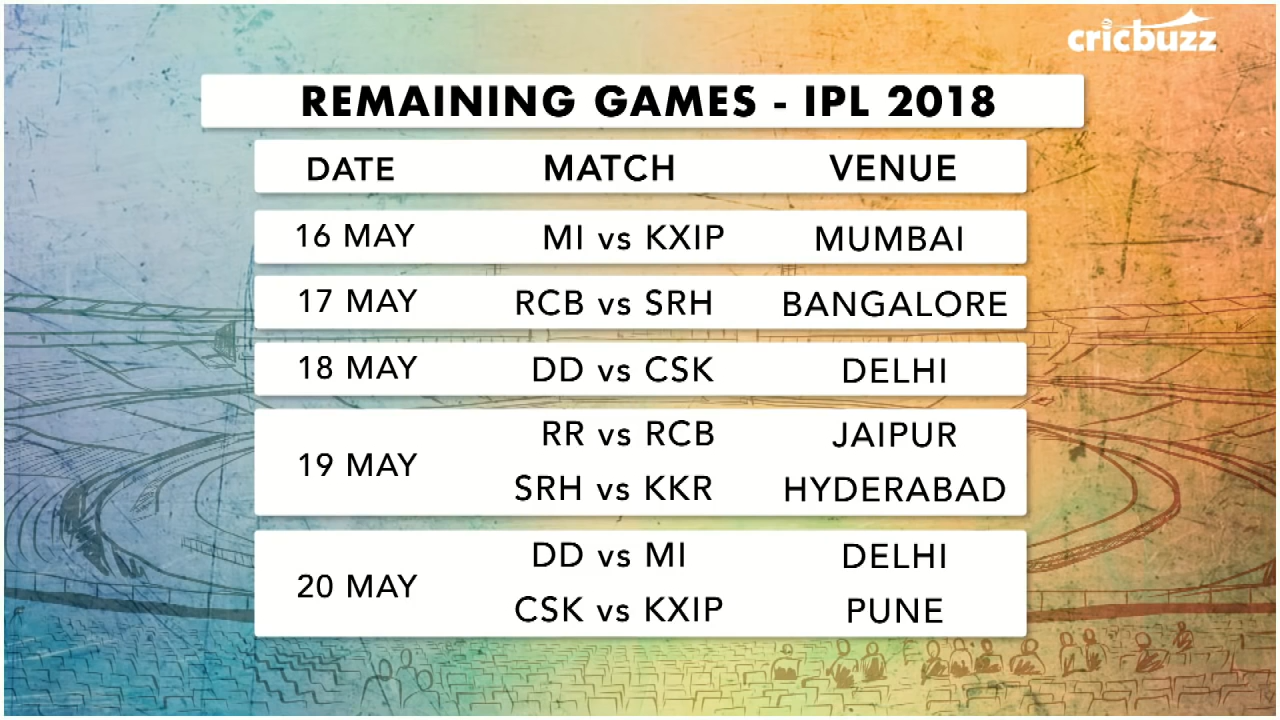 cricbuzz
REMAINING GAMES - IPL 2018
DATE MATCH VENUE
16 MAY MI vs KXIP MUMBAI
17 MAY RCB vs SRH BANGALORE
18 MAY DD vs CSK DELHI
19 MAY RR vs RCB JAIPUR
SRH vs KKR HYDERABAD
20 MAY DD vs MI DELHI
CSK vs KXIP PUNE